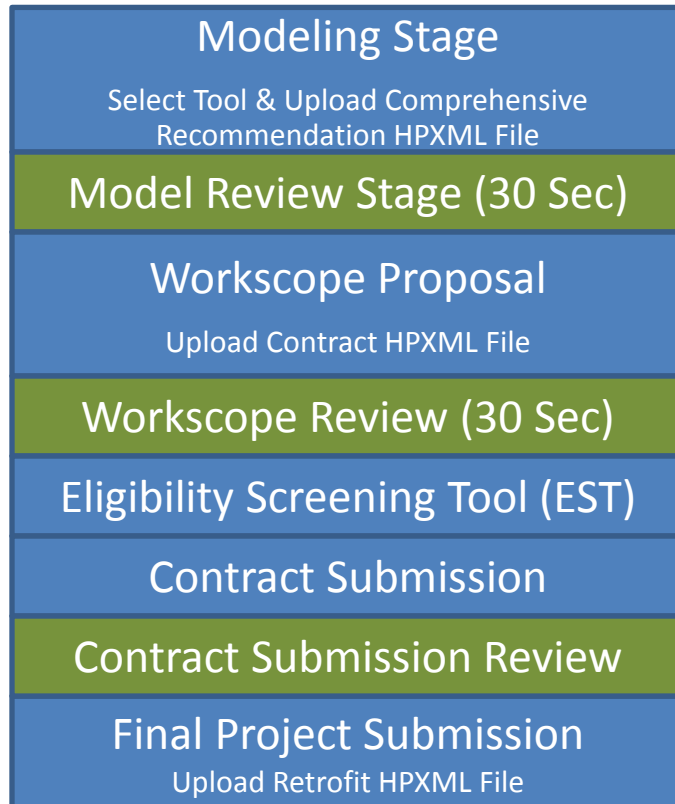 Modeling Stage
Select Tool & Upload Comprehensive
Recommendation HPXML File
Model Review Stage (30 Sec)
Workscope Proposal
Upload Contract HPXML File
Workscope Review (30 Sec)
Eligibility Screening Tool (EST)
Contract Submission
Contract Submission Review
Final Project Submission
Upload Retrofit HPXML File